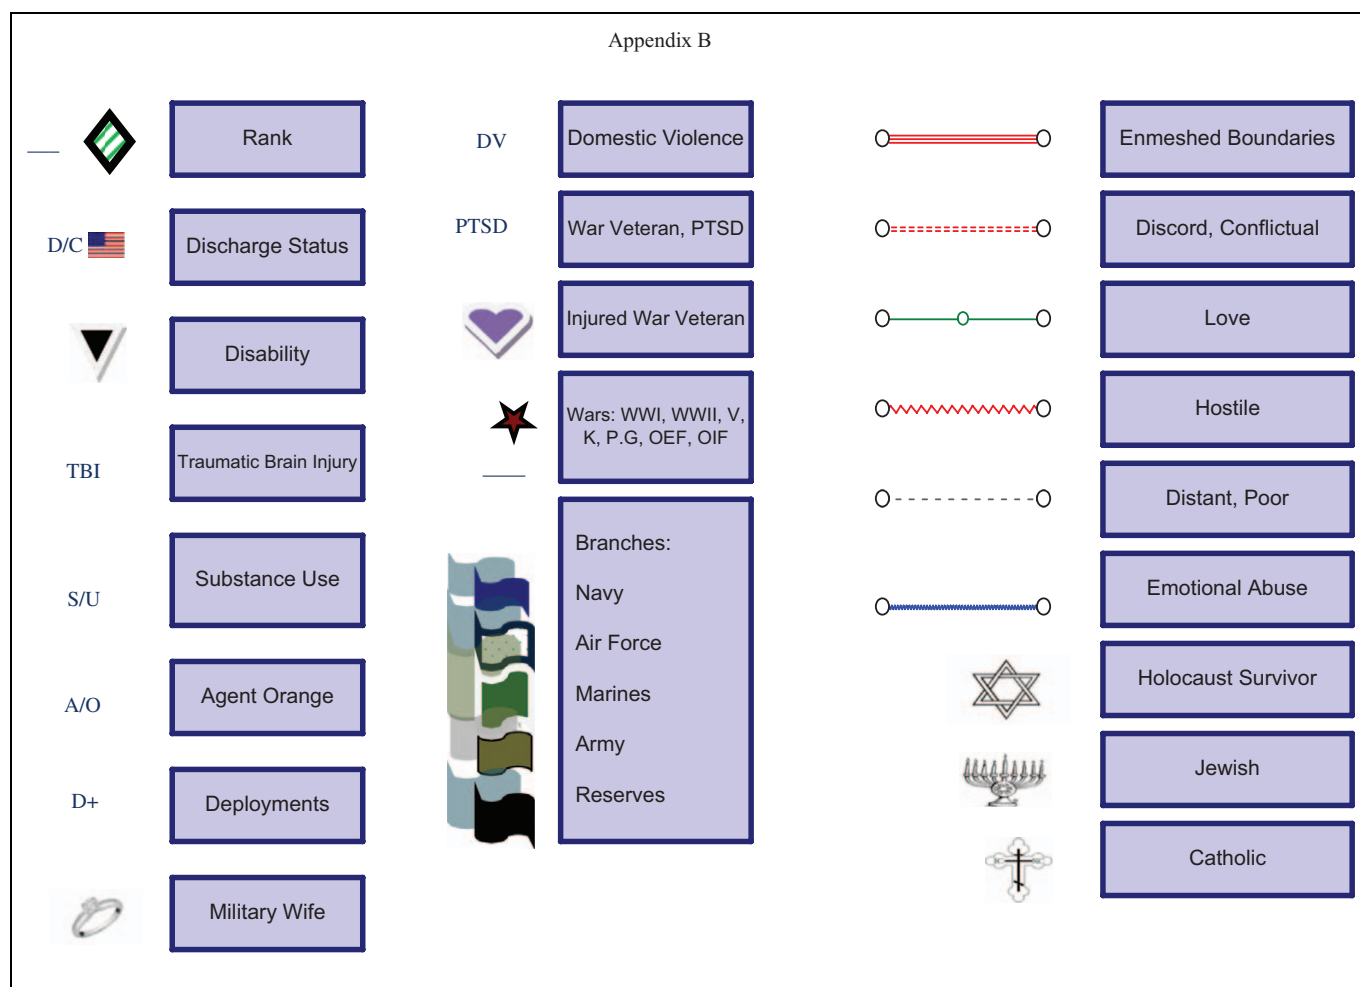 Appendix B
Rank
D/C
Discharge Status
Disability
TBI
Traumatic Brain Injury
S/U
Substance Use
A/O
Agent Orange
D+
Deployments
Military Wife
DV
Domestic Violence
PTSD
War Veteran, PTSD
Injured War Veteran
Wars: WWI, WWII, V,
K, P.G, OEF, OIF
Branches:
Navy
Air Force
Marines
Army
Reserves
Enmeshed Boundaries
Discord, Conflictual
Love
Hostile
Distant, Poor
Emotional Abuse
Holocaust Survivor
Jewish
Catholic